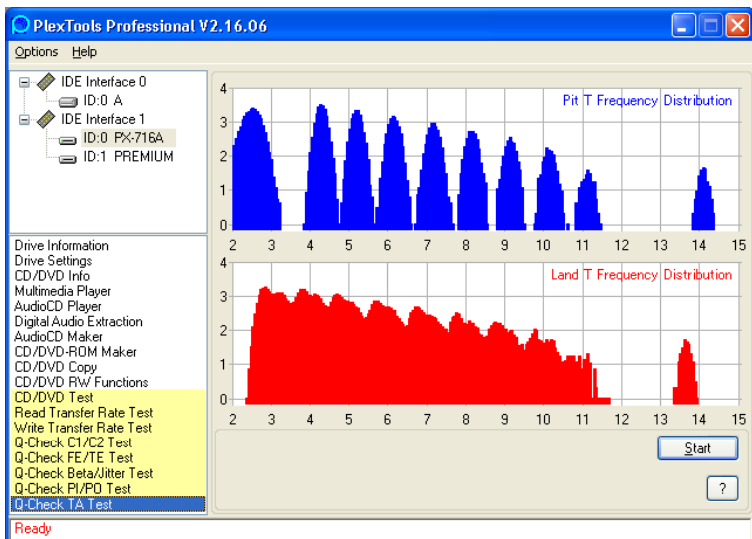 PlexTools Professional V2.16.06
Options Help
IDE Interface 0
ID:0 A
IDE Interface 1
ID:0 PX-716A
ID:1 PREMIUM
Drive Information
Drive Settings
CD/DVD Info
Multimedia Player
AudioCD Player
Digital Audio Extraction
AudioCD Maker
CD/DVD-ROM Maker
CD/DVD Copy
CD/DVD RW Functions
CD/DVD Test
Read Transfer Rate Test
Write Transfer Rate Test
Q-Check C1/C2 Test
Q-Check FE/TE Test
Q-Check Beta/Jitter Test
Q-Check PI/PO Test
Q-Check TA Test
Pit T Frequency Distribution
4
3
2
1
0
2 3 4 5 6 7 8 9 10 11 12 13 14 15
Land T Frequency Distribution
4
3
2
1
0
2 3 4 5 6 7 8 9 10 11 12 13 14 15
Start
?
Ready